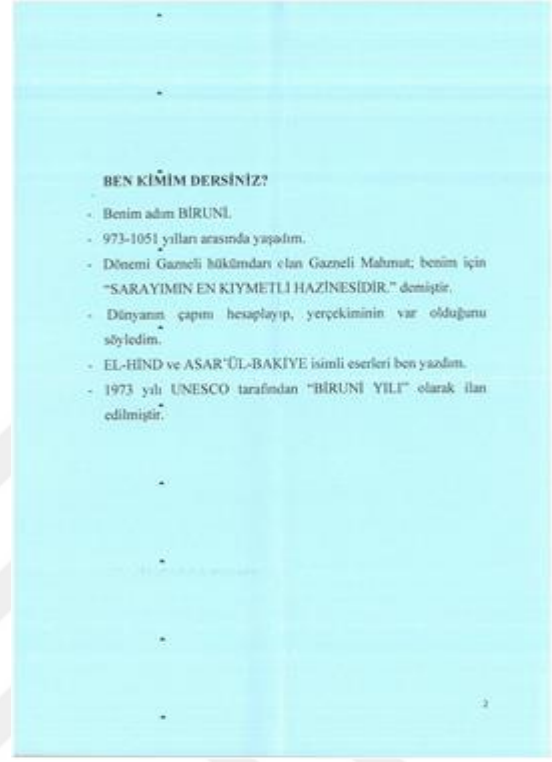 BEN KİMİM DERSİNİZ?
- Benim adım BİRUNİ.
- 973-1051 yılları arasında yaşadım.
- Dönemi Gazneli hükümdarı olan Gazneli Mahmut; benim için
“SARAYIMIN EN KIYMETLİ HAZİNESİDİR.” demiştir.
- Dünyanın çapını hesaplayıp, yerçekiminin var olduğunu
söyledim.
- EL-HİND ve ASAR’ÜL-BAKİYE isimli eserleri ben yazdım.
- 1973 yılı UNESCO tarafından “BİRUNİ YILI” olarak ilan
edilmiştir.
2